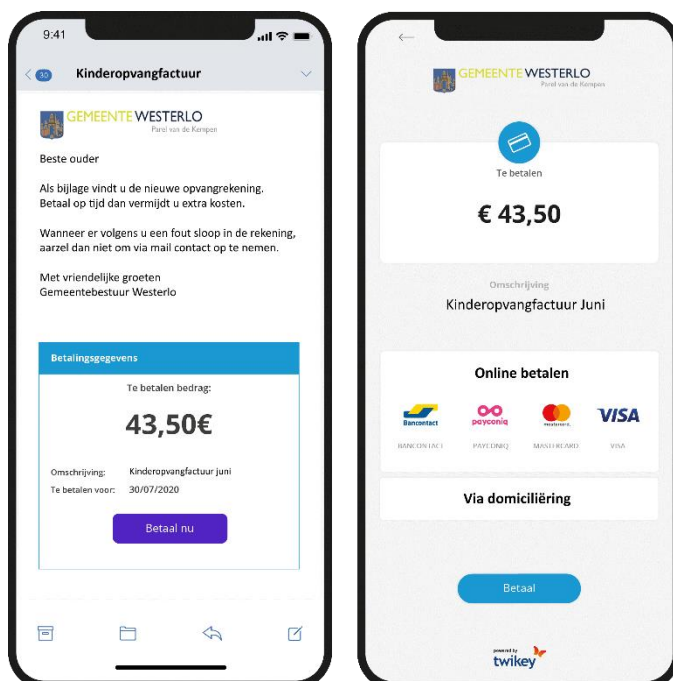 9:41
30
Kinderopvangfactuur
GEMEENTE WESTERLO
Parel van de Kempen
Beste ouder
Als bijlage vindt u de nieuwe opvangrekening.
Betaal op tijd dan vermijdt u extra kosten.
Wanneer er volgens u een fout sloop in de rekening,
aarzel dan niet om via mail contact op te nemen.
Met vriendelijke groeten
Gemeentebestuur Westerlo
Betalingsgegevens
Te betalen bedrag:
43,50€
Omschrijving: Kinderopvangfactuur juni
Te betalen voor: 30/07/2020
Betaal nu
GEMEENTE WESTERLO
Parel van de Kempen
Te betalen
€ 43,50
Omschrijving
Kinderopvangfactuur Juni
Online betalen
Bancontact payconiq mastercard. VISA
BANCONTACT PAYCONIQ MASTERCARD VISA
Via domiciliëring
Betaal
powered by
twikey